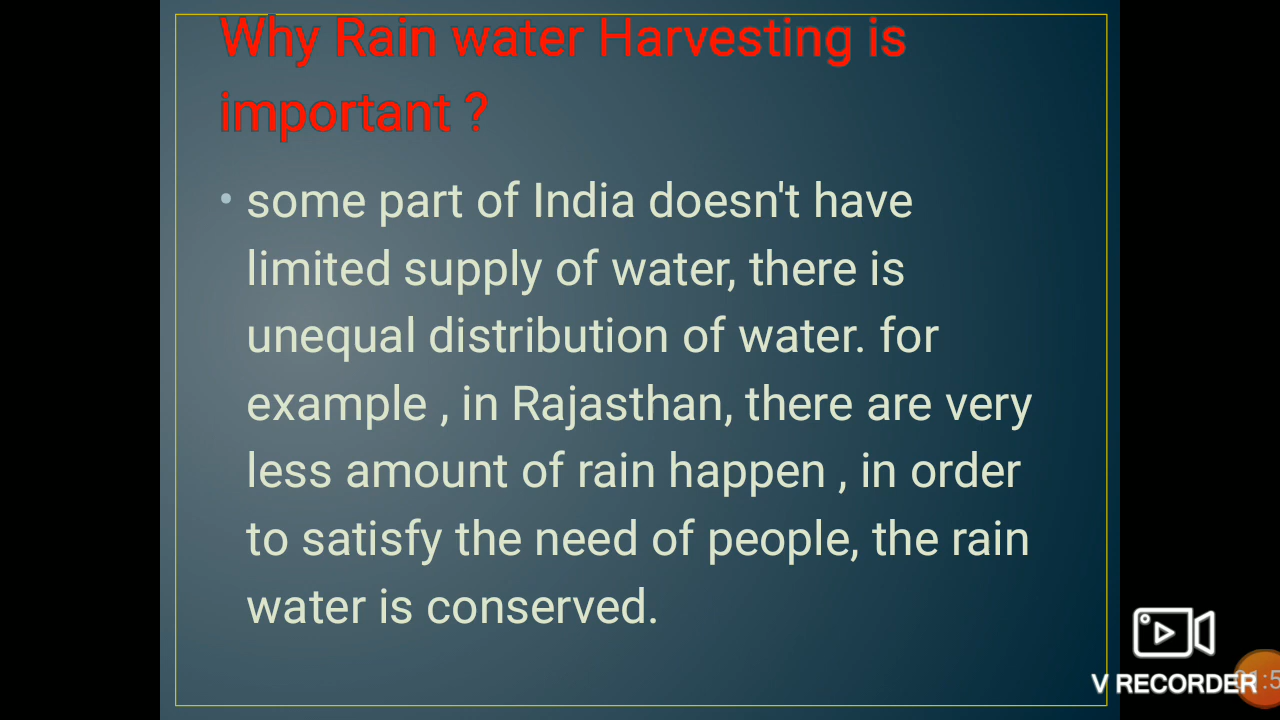 Why Rain water Harvesting is
important ?
• some part of India doesn't have
limited supply of water, there is
unequal distribution of water. for
example , in Rajasthan, there are very
less amount of rain happen , in order
to satisfy the need of people, the rain
water is conserved.
V RECORDER